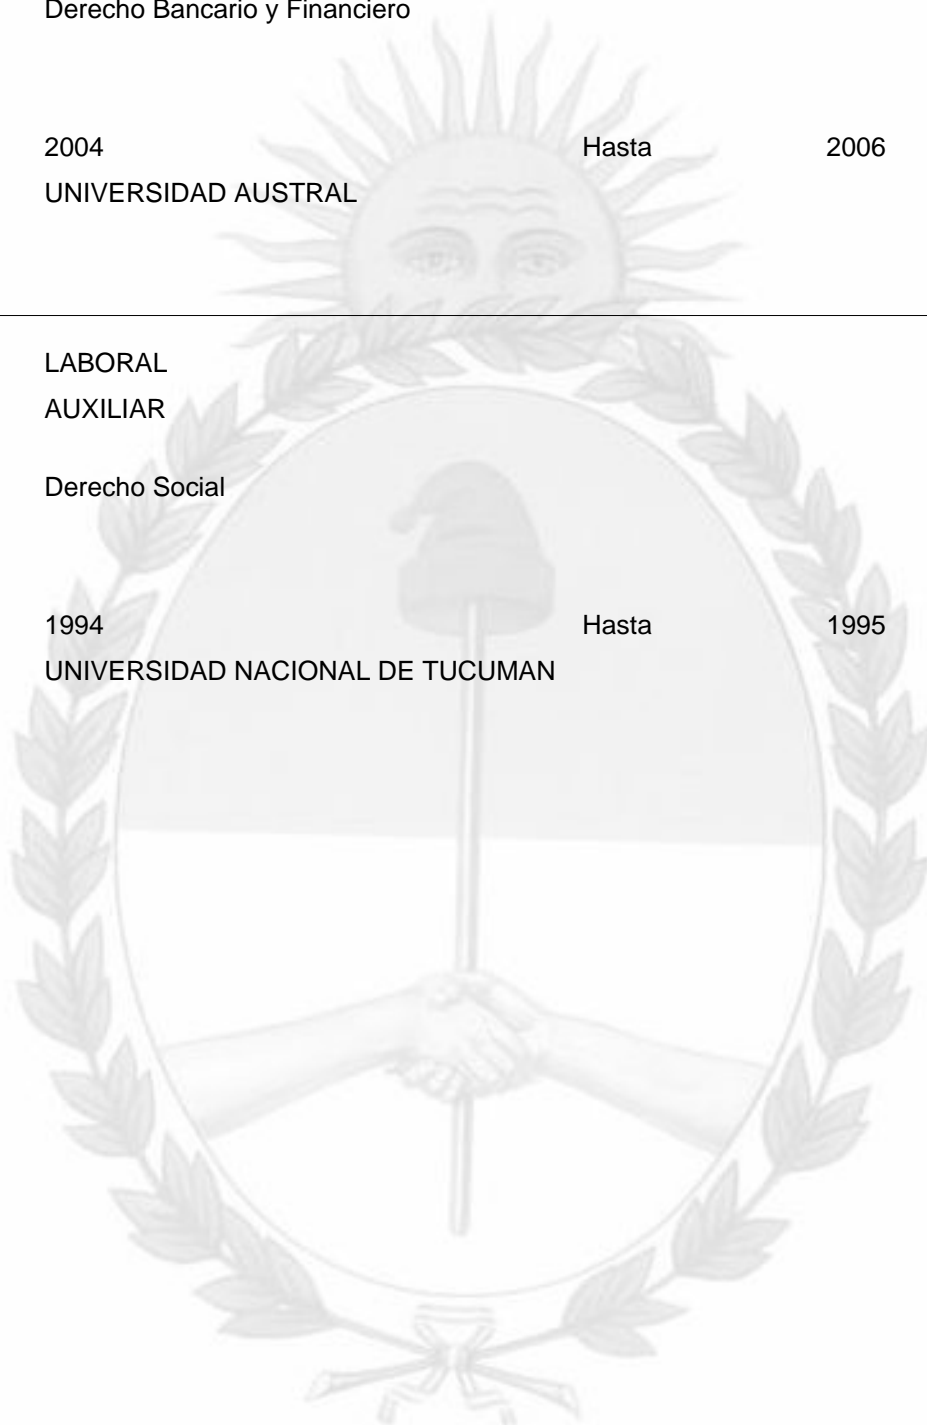 Derecho Bancario y Financiero
2004 Hasta 2006
UNIVERSIDAD AUSTRAL
LABORAL
AUXILIAR
Derecho Social
1994 Hasta 1995
UNIVERSIDAD NACIONAL DE TUCUMAN